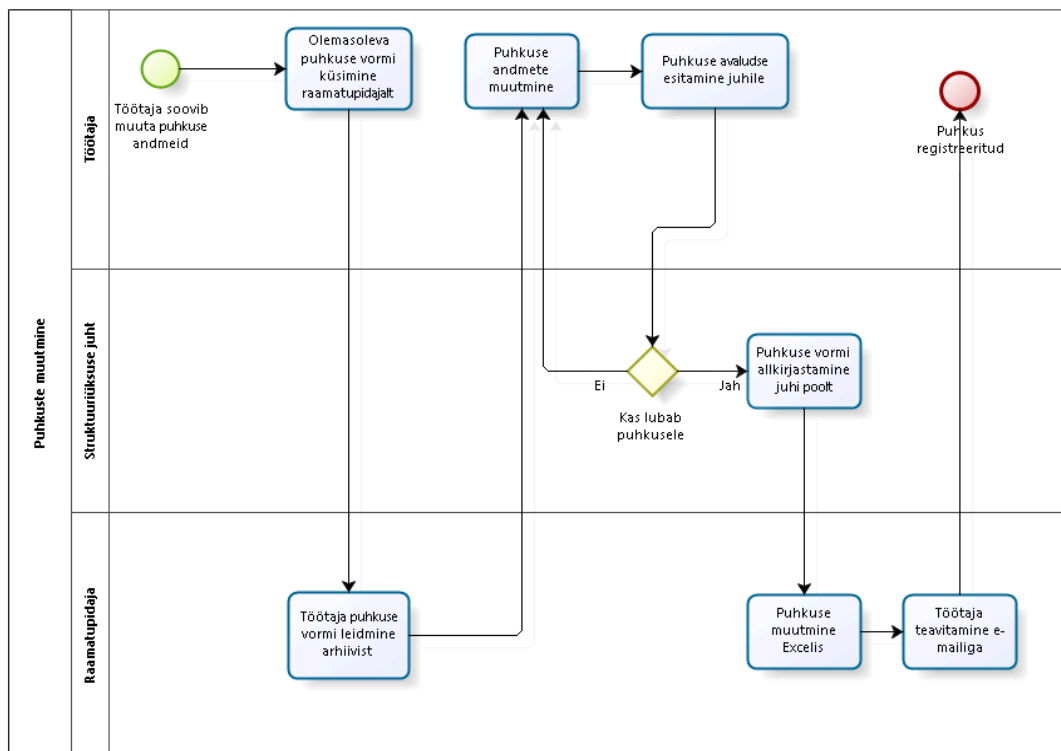 Puhkuste muutmine
Töötaja
Töötaja soovib
muuta puhkuse
andmeid
Olemasoleva
puhkuse vormi
küsimine
raamatupidajalt
Puhkuse
andmete
muutmine
Puhkuse avaludse
esitamine juhile
Puhkus
registreeritud
Struktuuriüksuse juht
Ei
Jah
Kas lubab
puhkusele
Puhkuse vormi
allkirjastamine
juhi poolt
Raamatupidaja
Töötaja puhkuse
vormi leidmine
arhiivist
Puhkuse
muutmine
Excelis
Töötaja
teavitamine e-
mailiga